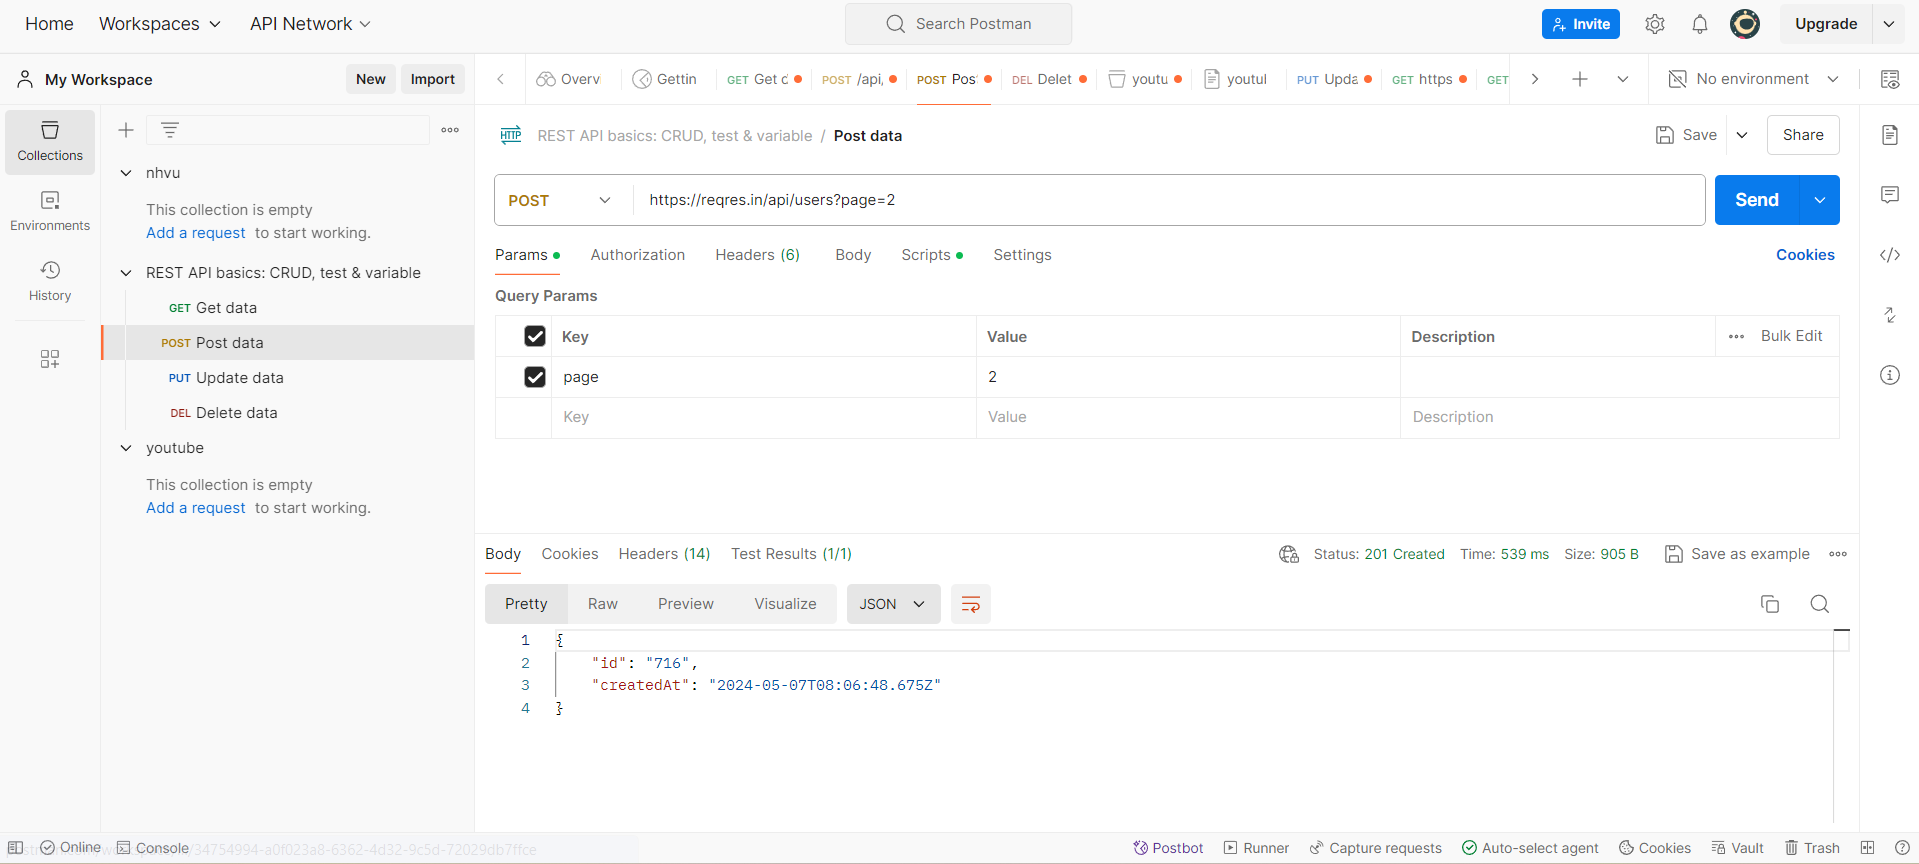 Home Workspaces API Network Search Postman Invite Upgrade
My Workspace New Import
Overv Gettin GET Get d POST /api, POST Pos DEL Delet youtu youtul PUT Upda GET https GET No environment
Collections
Environments
History
nhvu
This collection is empty
Add a request to start working.
REST API basics: CRUD, test & variable
GET Get data
POST Post data
PUT Update data
DEL Delete data
youtube
This collection is empty
Add a request to start working.
HTTP REST API basics: CRUD, test & variable / Post data Save Share
POST https://reqres.in/api/users?page=2 Send
Params Authorization Headers (6) Body Scripts Settings Cookies
Query Params
Key Value Description Bulk Edit
page 2
Key Value Description
Body Cookies Headers (14) Test Results (1/1) Status: 201 Created Time: 539 ms Size: 905 B Save as example
Pretty Raw Preview Visualize JSON
1 {
2 "id": "716",
3 "createdAt": "2024-05-07T08:06:48.675Z"
4 }
Online Console 34754994-a0f023a8-6362-4d32-9c5d-72029db7ffce Postbot Runner Capture requests Auto-select agent Cookies Vault Trash